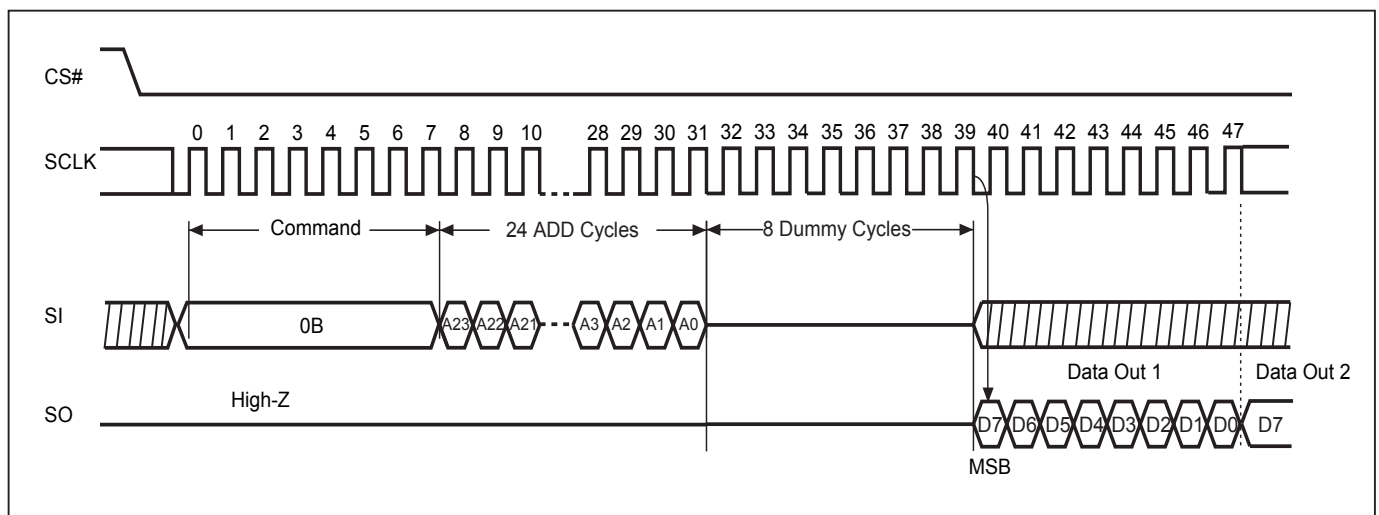 CS#
0 1 2 3 4 5 6 7 8 9 10 28 29 30 31 32 33 34 35 36 37 38 39 40 41 42 43 44 45 46 47
SCLK
Command 24 ADD Cycles 8 Dummy Cycles
SI 0B A23 A22 A21 A3 A2 A1 A0
Data Out 1 Data Out 2
High-Z
SO D7 D6 D5 D4 D3 D2 D1 D0 D7
MSB